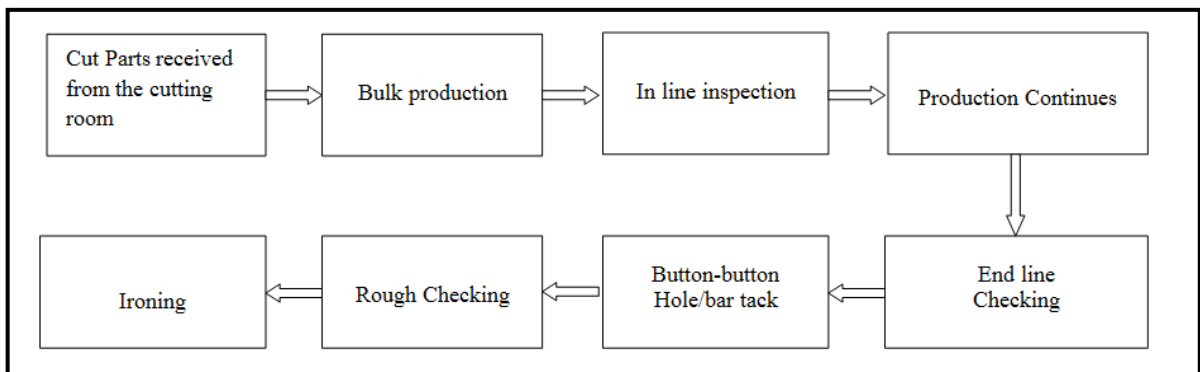 Cut Parts received
from the cutting
room
Bulk production
In line inspection
Production Continues
End line
Checking
Button-button
Hole/bar tack
Rough Checking
Ironing